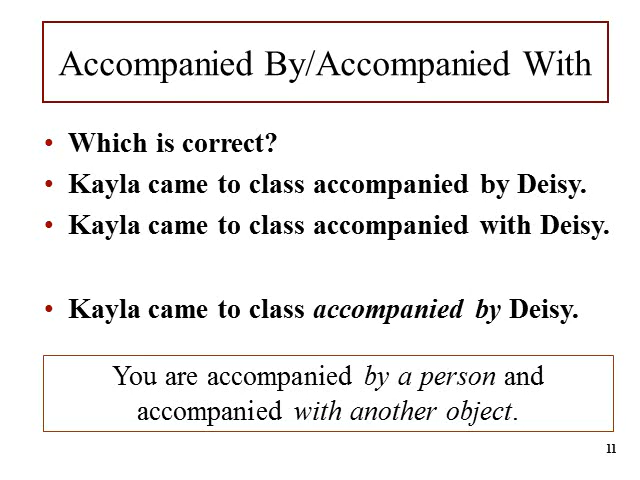 Accompanied By/Accompanied With
• Which is correct?
• Kayla came to class accompanied by Deisy.
• Kayla came to class accompanied with Deisy.
• Kayla came to class accompanied by Deisy.
You are accompanied by a person and
accompanied with another object.
11